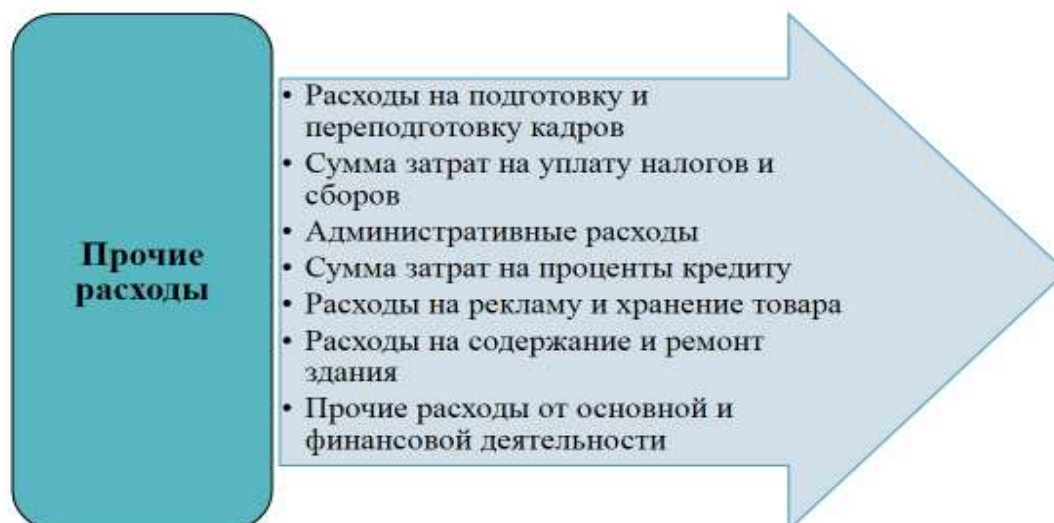 Прочие
расходы
• Расходы на подготовку и
переподготовку кадров
• Сумма затрат на уплату налогов и
сборов
• Административные расходы
• Сумма затрат на проценты кредиту
• Расходы на рекламу и хранение товара
• Расходы на содержание и ремонт
здания
• Прочие расходы от основной и
финансовой деятельности